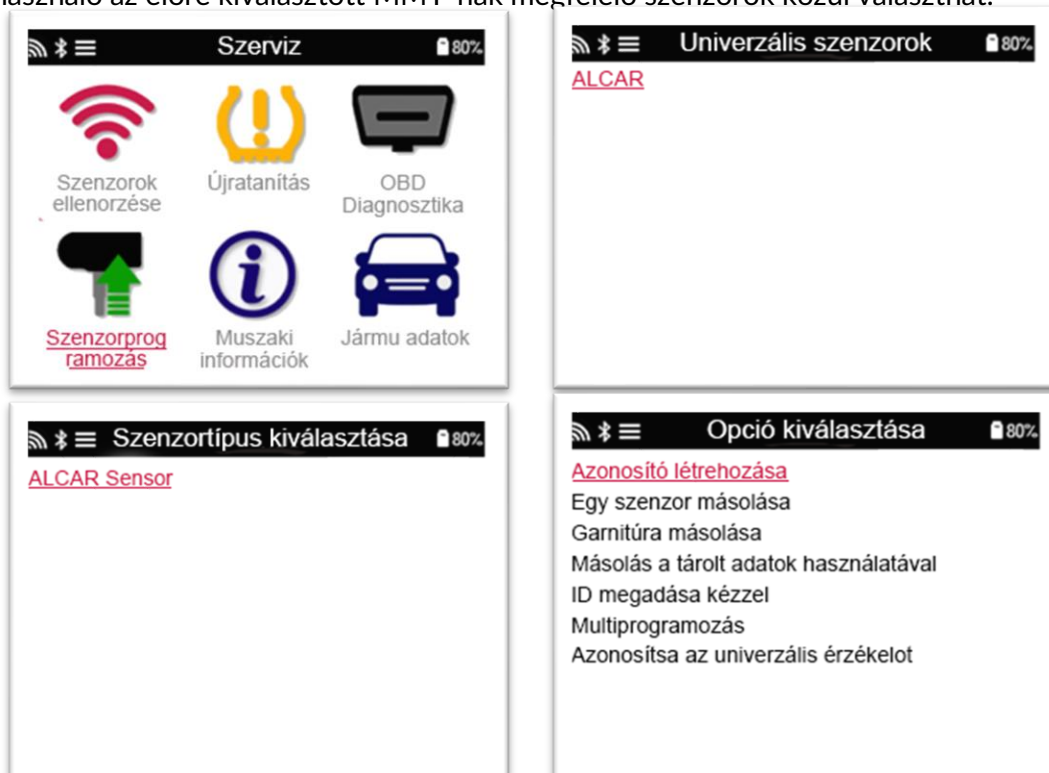 használó az előre kiválasztott MMY-nak megfelelő szenzorok közül választhat.
Szerviz 80%
Szenzorok
ellenorzése
Újratanítás
OBD
Diagnosztika
Szenzorprog
ramozás
Muszaki
információk
Jármu adatok
Univerzális szenzorok 80%
ALCAR
Szenzortípus kiválasztása 80%
ALCAR Sensor
Opció kiválasztása 80%
Azonosító létrehozása
Egy szenzor másolása
Garnitúra másolása
Másolás a tárolt adatok használatával
ID megadása kézzel
Multiprogramozás
Azonosítsa az univerzális érzékelot